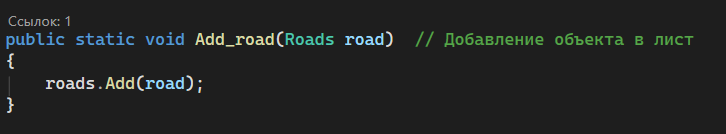 Ссылок: 1
public static void Add_road(Roads road)  // Добавление объекта в лист
{
    roads.Add(road);
}